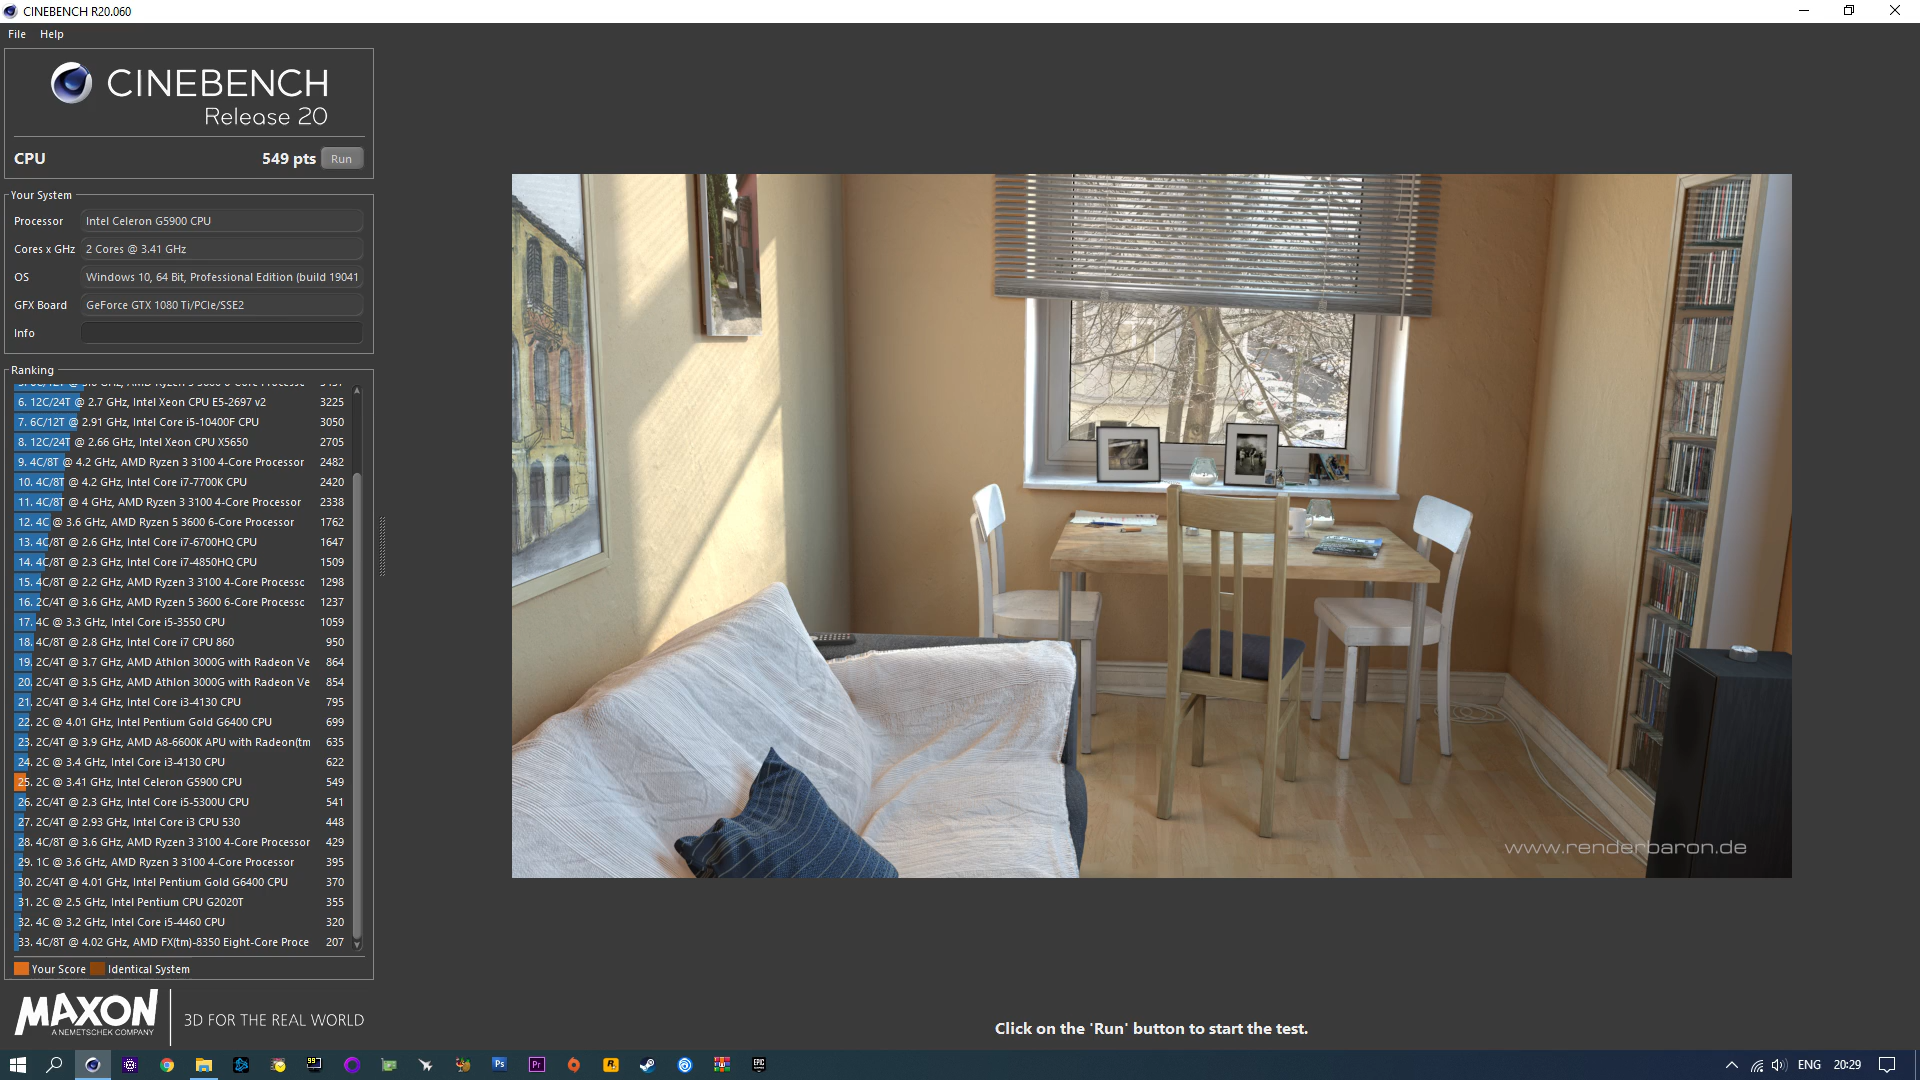 CINEBENCH R20.060
File Help
CINEBENCH
Release 20
CPU 549 pts Run
Your System
Processor Intel Celeron G5900 CPU
Cores x GHz 2 Cores @ 3.41 GHz
OS Windows 10, 64 Bit, Professional Edition (build 19041
GFX Board GeForce GTX 1080 Ti/PCIe/SSE2
Info
Ranking
6. 12C/24T @ 2.7 GHz, Intel Xeon CPU E5-2697 v2 3225
7. 6C/12T @ 2.91 GHz, Intel Core i5-10400F CPU 3050
8. 12C/24T @ 2.66 GHz, Intel Xeon CPU X5650 2705
9. 4C/8T @ 4.2 GHz, AMD Ryzen 3 3100 4-Core Processor 2482
10. 4C/8T @ 4.2 GHz, Intel Core i7-7700K CPU 2420
11. 4C/8T @ 4 GHz, AMD Ryzen 3 3100 4-Core Processor 2338
12. 4C @ 3.6 GHz, AMD Ryzen 5 3600 6-Core Processor 1762
13. 4C/8T @ 2.6 GHz, Intel Core i7-6700HQ CPU 1647
14. 4C/8T @ 2.3 GHz, Intel Core i7-4850HQ CPU 1509
15. 4C/8T @ 2.2 GHz, AMD Ryzen 3 3100 4-Core Processc 1298
16. 2C/4T @ 3.6 GHz, AMD Ryzen 5 3600 6-Core Processc 1237
17. 4C @ 3.3 GHz, Intel Core i5-3550 CPU 1059
18. 4C/8T @ 2.8 GHz, Intel Core i7 CPU 860 950
19. 2C/4T @ 3.7 GHz, AMD Athlon 3000G with Radeon Ve 864
20. 2C/4T @ 3.5 GHz, AMD Athlon 3000G with Radeon Ve 854
21. 2C/4T @ 3.4 GHz, Intel Core i3-4130 CPU 795
22. 2C @ 4.01 GHz, Intel Pentium Gold G6400 CPU 699
23. 2C/4T @ 3.9 GHz, AMD A8-6600K APU with Radeon(tm 635
24. 2C @ 3.4 GHz, Intel Core i3-4130 CPU 622
25. 2C @ 3.41 GHz, Intel Celeron G5900 CPU 549
26. 2C/4T @ 2.3 GHz, Intel Core i5-5300U CPU 541
27. 2C/4T @ 2.93 GHz, Intel Core i3 CPU 530 448
28. 4C/8T @ 3.6 GHz, AMD Ryzen 3 3100 4-Core Processor 429
29. 1C @ 3.6 GHz, AMD Ryzen 3 3100 4-Core Processor 395
30. 2C/4T @ 4.01 GHz, Intel Pentium Gold G6400 CPU 370
31. 2C @ 2.5 GHz, Intel Pentium CPU G2020T 355
32. 4C @ 3.2 GHz, Intel Core i5-4460 CPU 320
33. 4C/8T @ 4.02 GHz, AMD FX(tm)-8350 Eight-Core Proce 207
Your Score Identical System
MAXON
A NEMETSCHEK COMPANY
3D FOR THE REAL WORLD
www.renderbaron.de
Click on the 'Run' button to start the test.
99 Ps Pr R EPIC
ENG 20:29